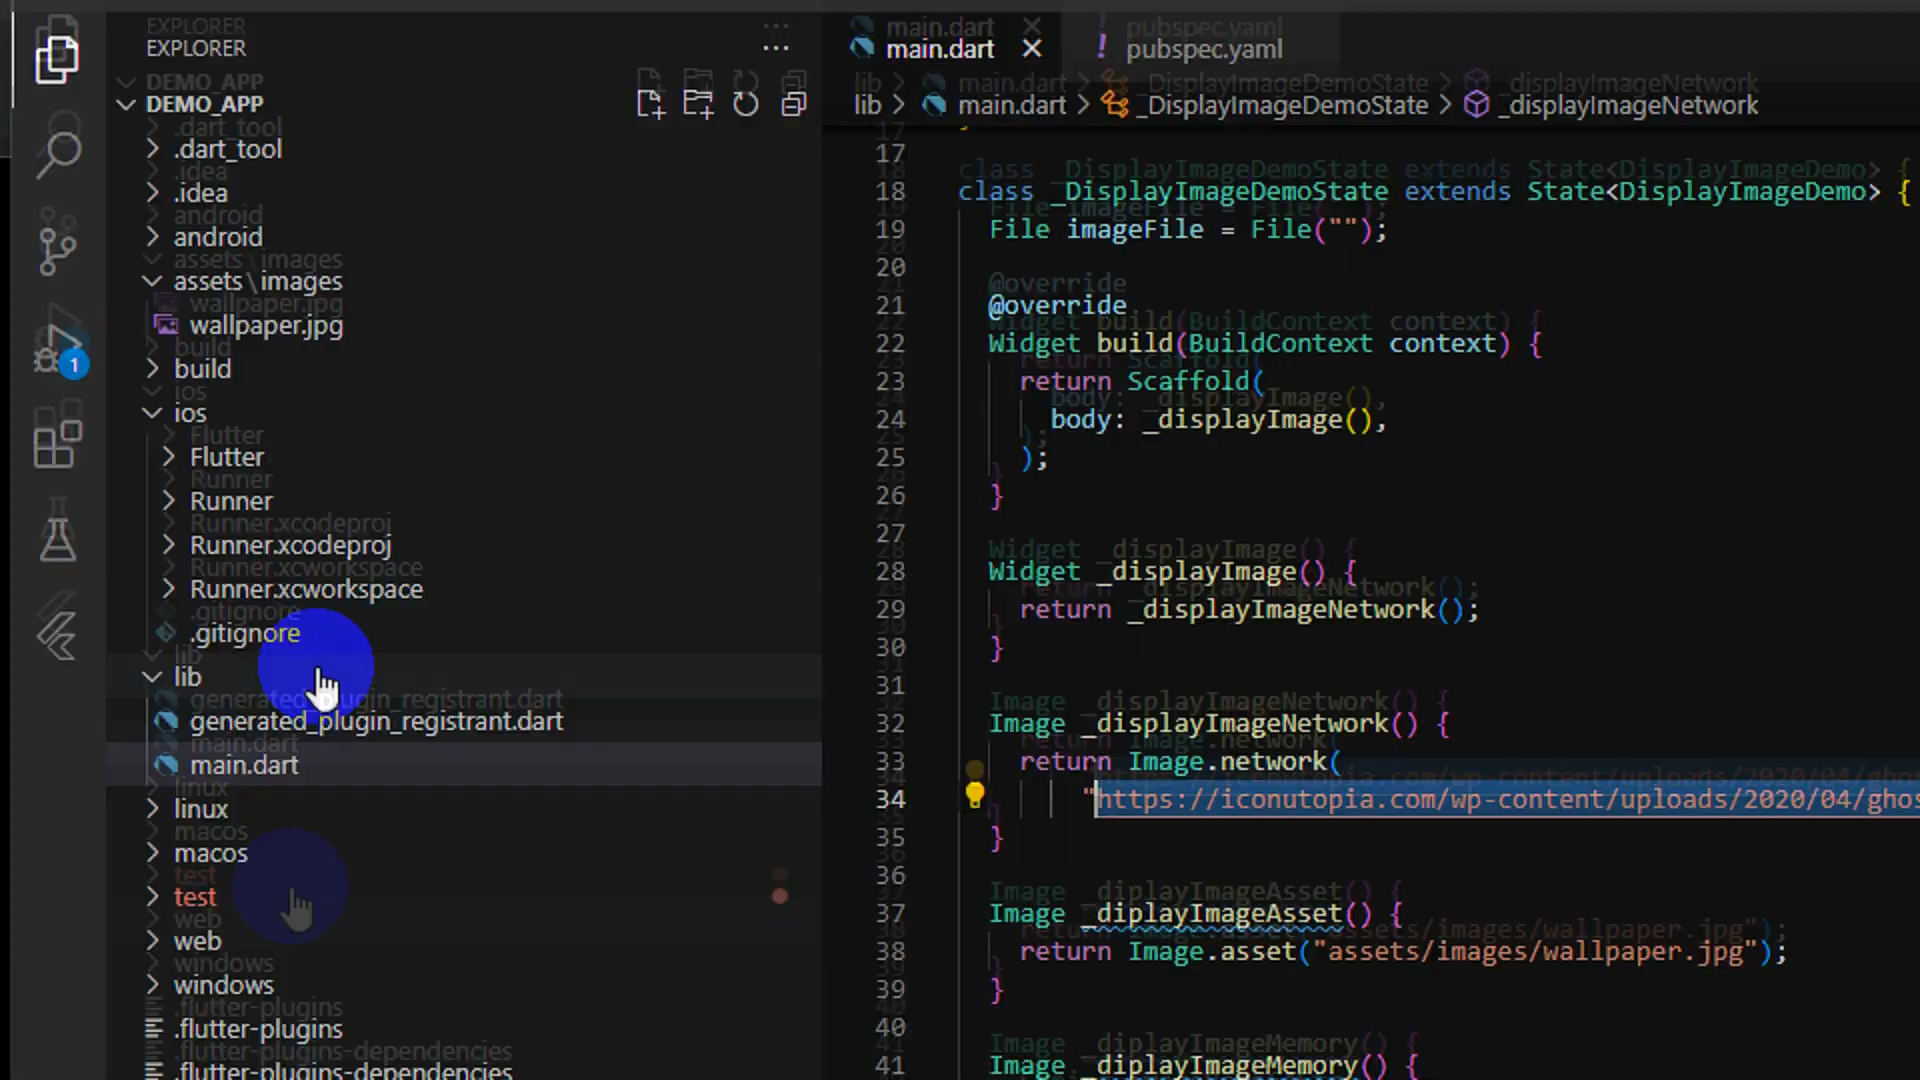 EXPLORER
DEMO_APP
.dart_tool
.idea
android
assets\images
wallpaper.jpg
build
ios
Flutter
Runner
Runner.xcodeproj
Runner.xcworkspace
.gitignore
lib
generated_plugin_registrant.dart
main.dart
linux
macos
test
web
windows
.flutter-plugins
.flutter-plugins-dependencies
1
main.dart
pubspec.yaml
lib > main.dart > _DisplayImageDemoState > _displayImageNetwork
17
18 class _DisplayImageDemoState extends State<DisplayImageDemo> {
19 File imageFile = File("");
20
21 @override
22 Widget build(BuildContext context) {
23 return Scaffold(
24 body: _displayImage(),
25 );
26 }
27
28 Widget _displayImage() {
29 return _displayImageNetwork();
30 }
31
32 Image _displayImageNetwork() {
33 return Image.network(
34 "https://iconutopia.com/wp-content/uploads/2020/04/ghos
35 }
36
37 Image _diplayImageAsset() {
38 return Image.asset("assets/images/wallpaper.jpg");
39 }
40
41 Image _diplayImageMemory() {